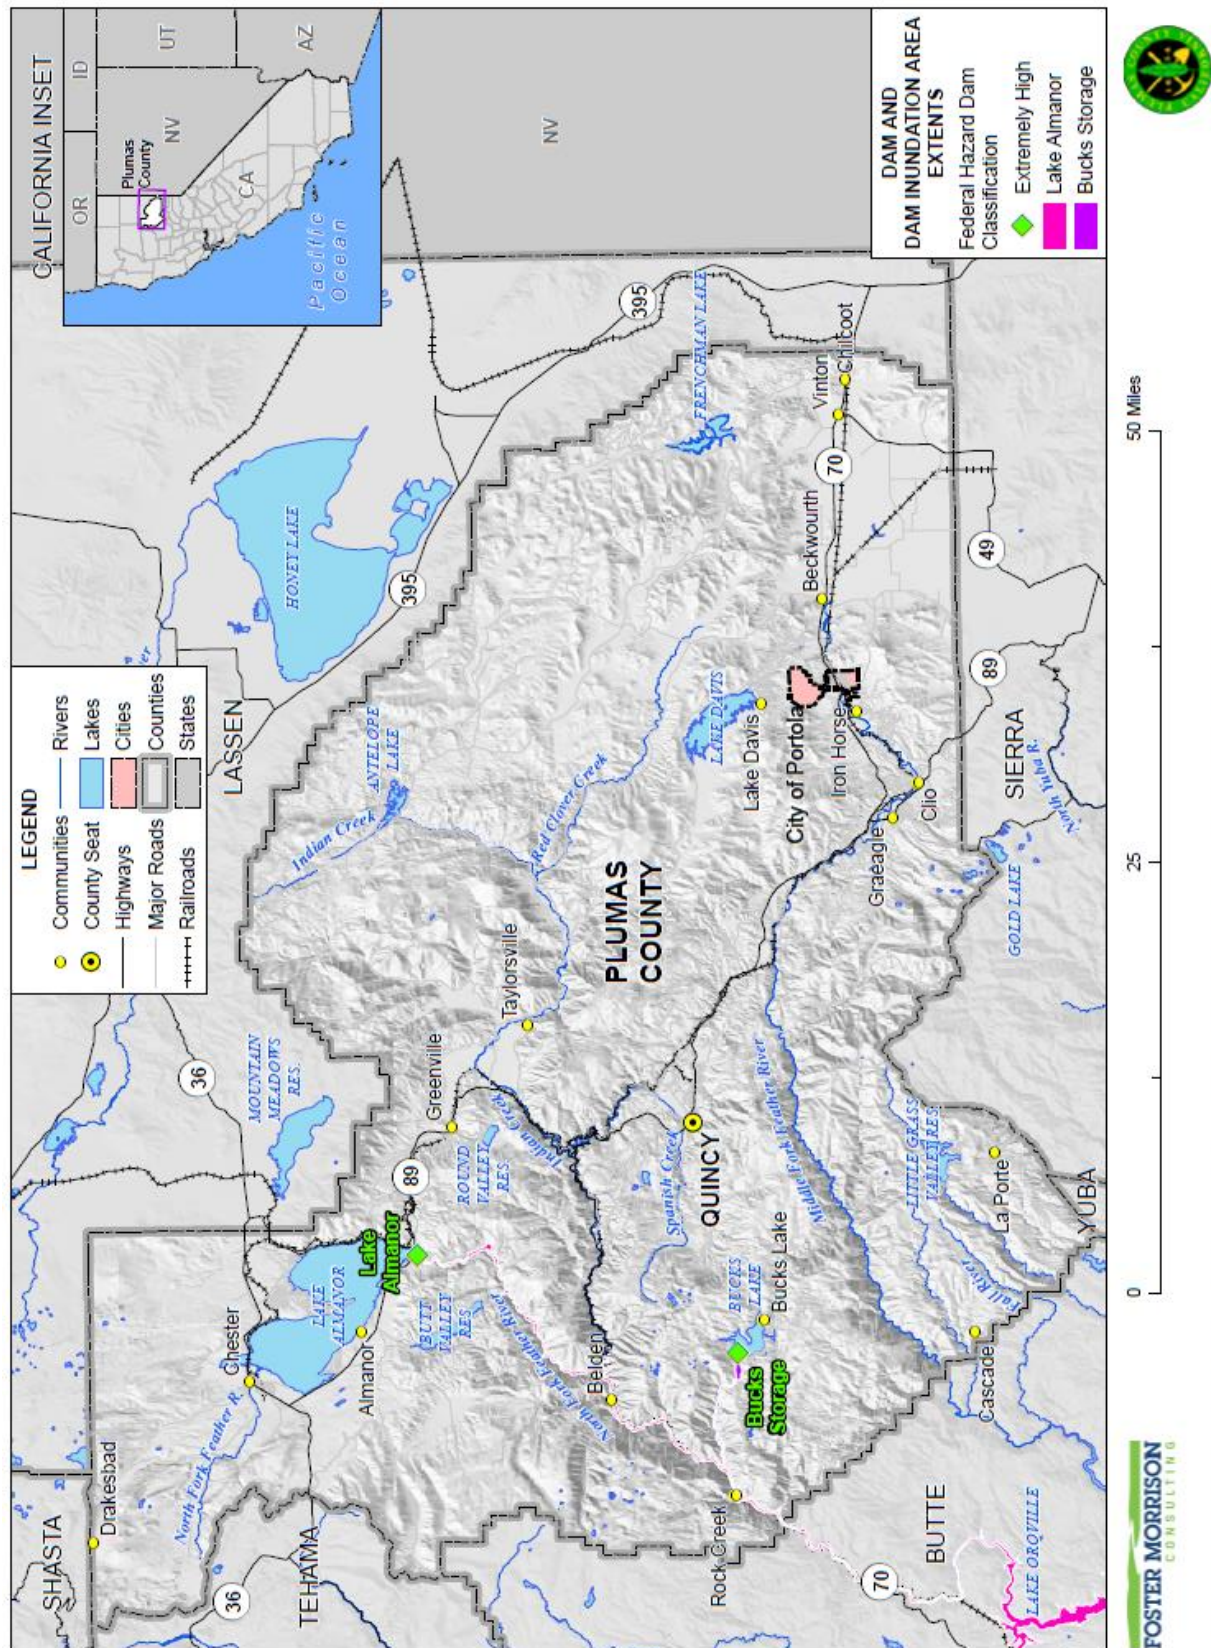 CALIFORNIA INSET
OR
ID
NV
UT
CA
AZ
Plumas
County
Pacific
Ocean
LEGEND
Communities
County Seat
Highways
Major Roads
Railroads
Rivers
Lakes
Cities
Counties
States
SHASTA
LASSEN
TEHAMA
BUTTE
YUBA
SIERRA
NV
PLUMAS
COUNTY
Drakesbad
Chester
North Fork Feather R.
36
36
MOUNTAIN
MEADOWS
RES.
LAKE
ALMANOR
Lake
Almanor
Almanor
BUTT
VALLEY
RES.
89
Greenville
ROUND
VALLEY
RES.
Indian Creek
Taylorsville
Indian Creek
ANTELOPE
LAKE
Red Clover Creek
HONEY LAKE
395
395
North Fork Feather River
Belden
Spanish Creek
QUINCY
BUCKS
LAKE
Bucks Lake
Bucks
Storage
Rock Creek
Middle Fork Feather River
LAKE DAVIS
Lake Davis
City of Portola
Iron Horse
Beckwourth
FRENCHMAN LAKE
70
Vinton
Chilcoot
Graeagle
Clio
89
49
GOLD LAKE
North Yuba R.
LITTLE GRASS
VALLEY RES.
La Porte
Fall River
Cascade
70
LAKE OROVILLE
DAM AND
DAM INUNDATION AREA
EXTENTS
Federal Hazard Dam
Classification
Extremely High
Lake Almanor
Bucks Storage
0
25
50 Miles
FOSTER MORRISON
CONSULTING